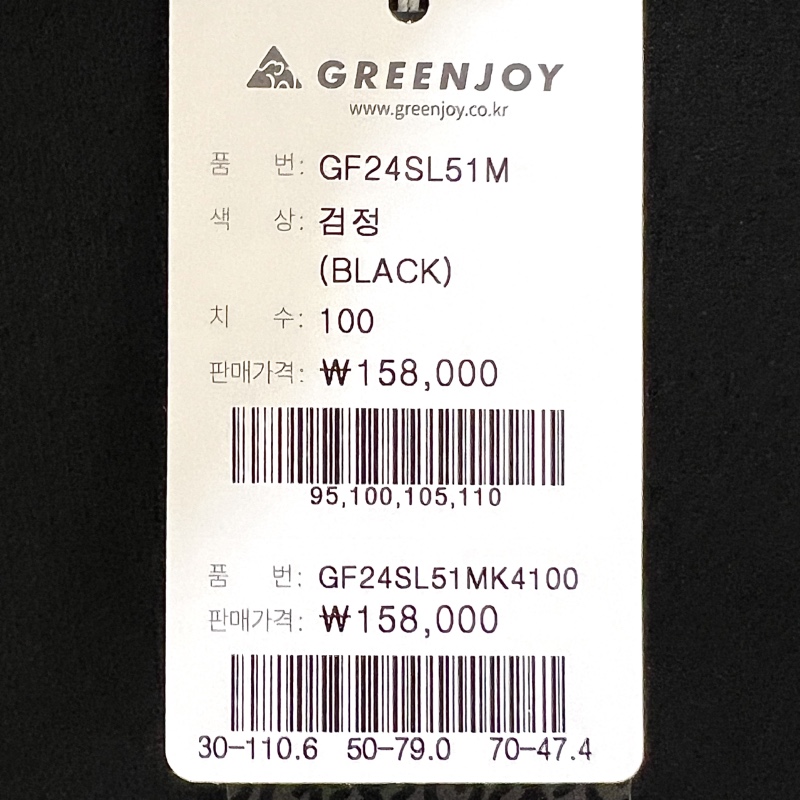 GREENJOY
www.greenjoy.co.kr
품 번: GF24SL51M
색 상: 검정
(BLACK)
치 수: 100
판매가격: ₩158,000
95,100,105,110
품 번: GF24SL51MK4100
판매가격: ₩158,000
30-110.6 50-79.0 70-47.4